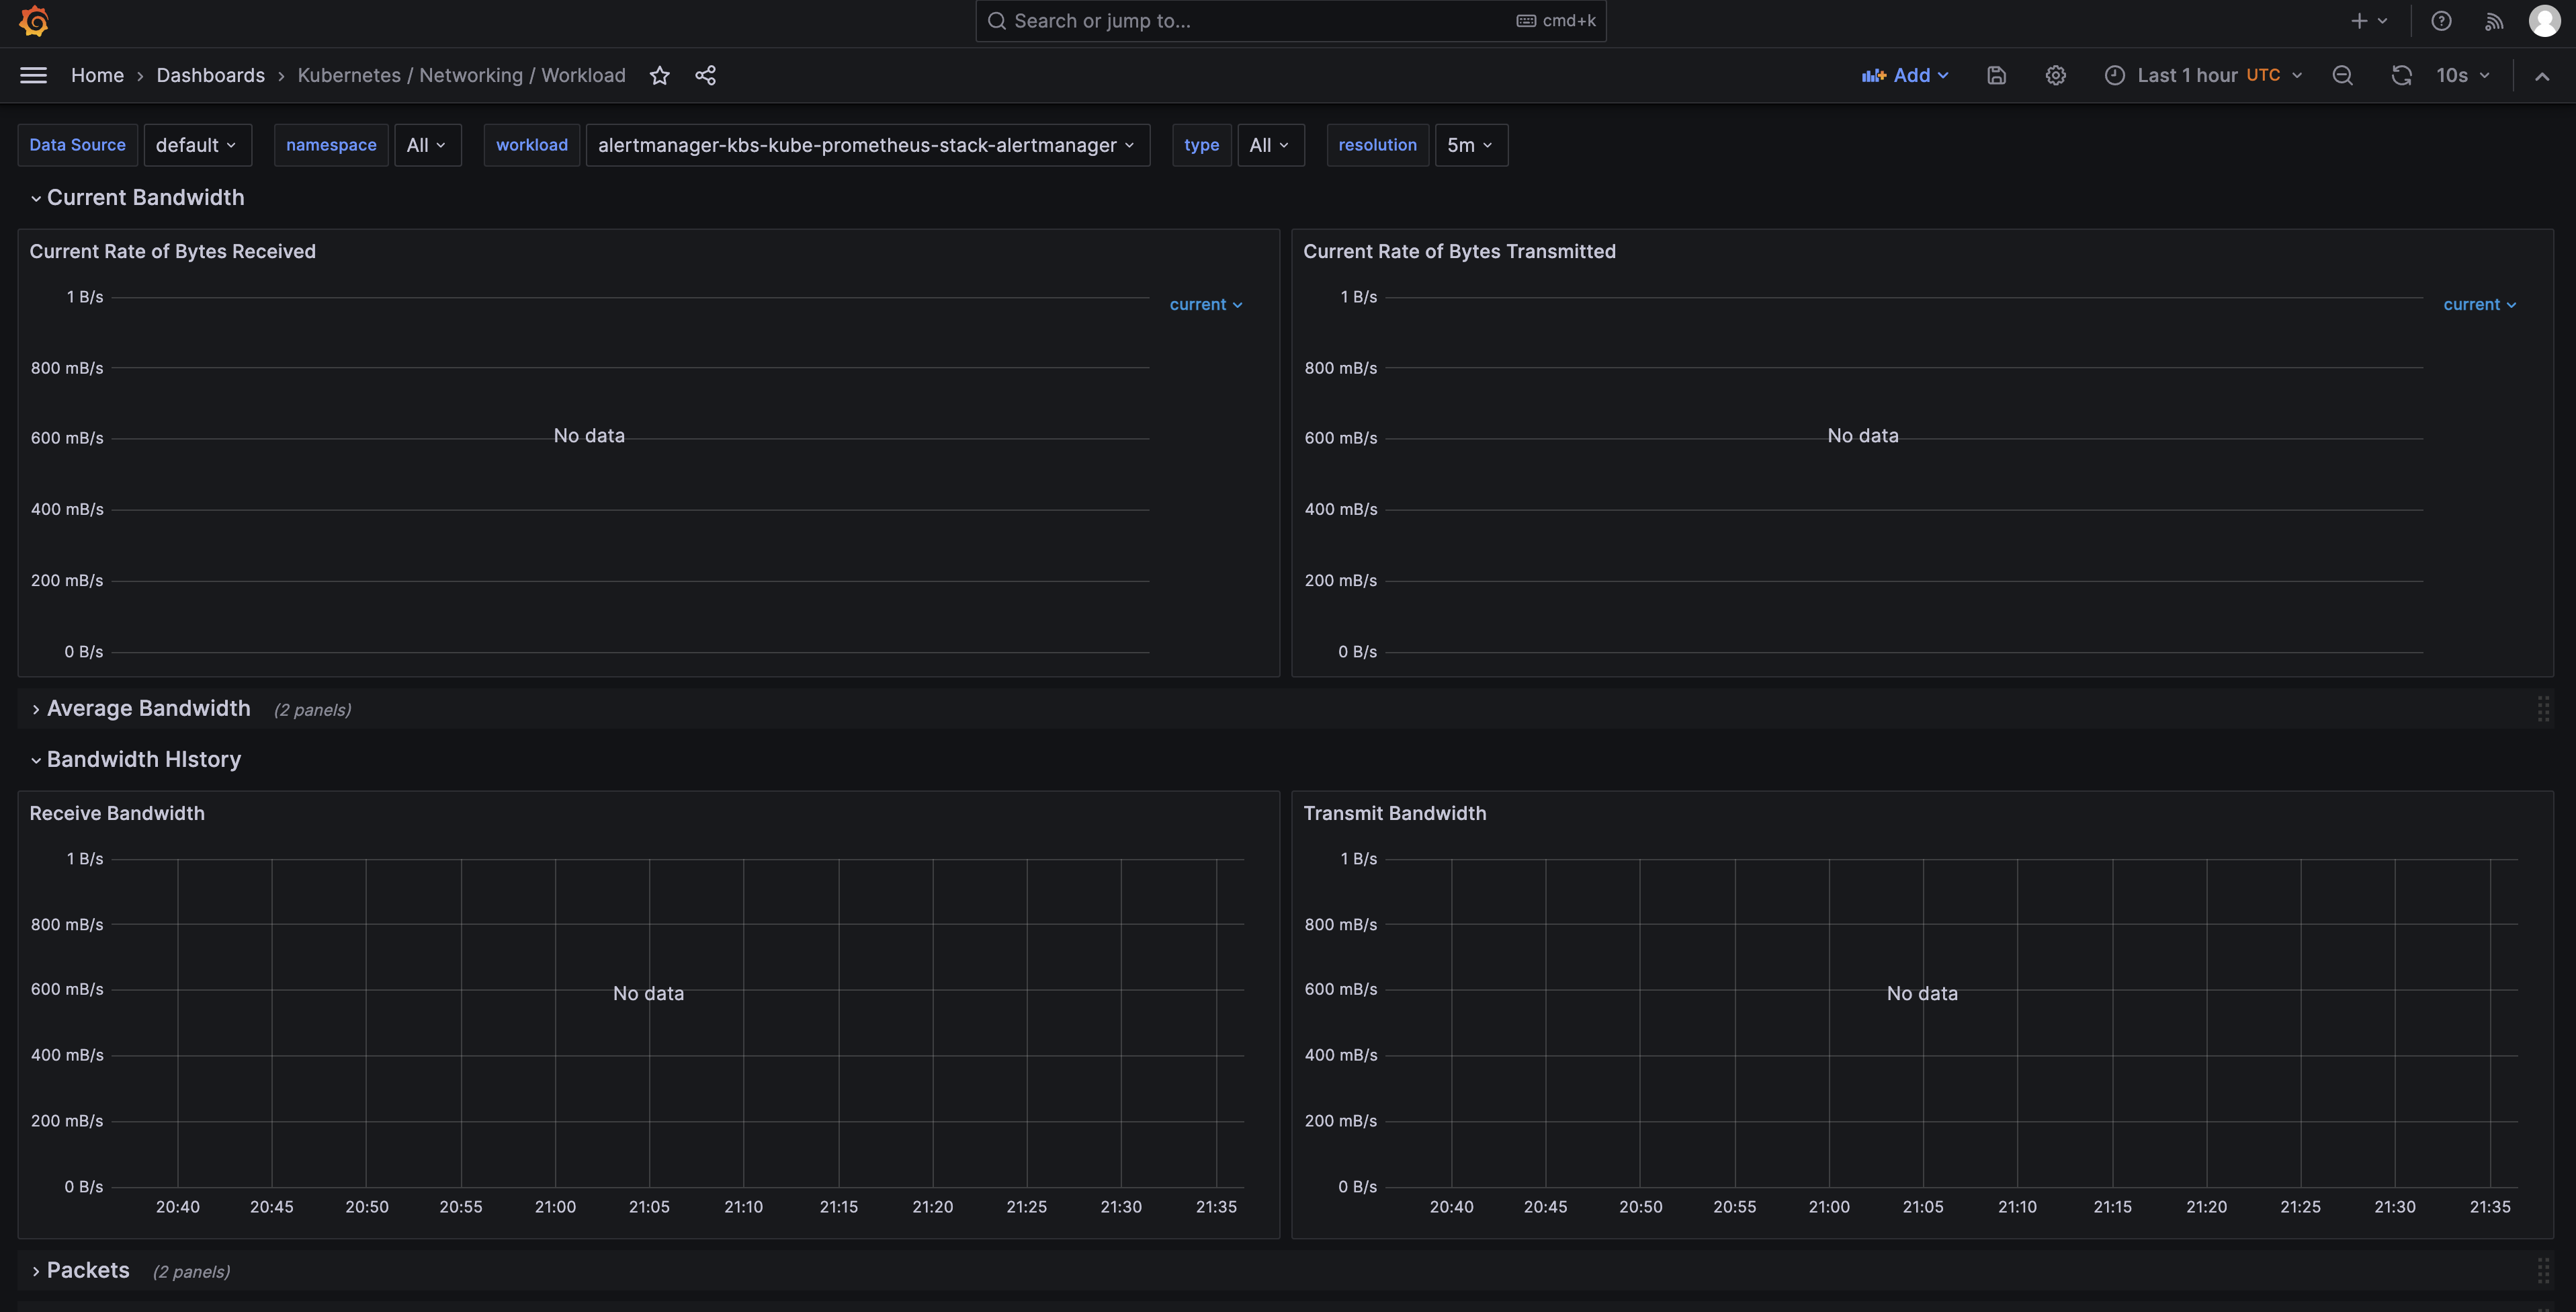 Search or jump to... cmd+k
Home › Dashboards › Kubernetes / Networking / Workload Add Last 1 hour UTC 10s
Data Source default namespace All workload alertmanager-kbs-kube-prometheus-stack-alertmanager type All resolution 5m
Current Bandwidth
Current Rate of Bytes Received
1 B/s
800 mB/s
600 mB/s
400 mB/s
200 mB/s
0 B/s
No data
current
Current Rate of Bytes Transmitted
1 B/s
800 mB/s
600 mB/s
400 mB/s
200 mB/s
0 B/s
No data
current
Average Bandwidth (2 panels)
Bandwidth HIstory
Receive Bandwidth
1 B/s
800 mB/s
600 mB/s
400 mB/s
200 mB/s
0 B/s
No data
20:40 20:45 20:50 20:55 21:00 21:05 21:10 21:15 21:20 21:25 21:30 21:35
Transmit Bandwidth
1 B/s
800 mB/s
600 mB/s
400 mB/s
200 mB/s
0 B/s
No data
20:40 20:45 20:50 20:55 21:00 21:05 21:10 21:15 21:20 21:25 21:30 21:35
Packets (2 panels)